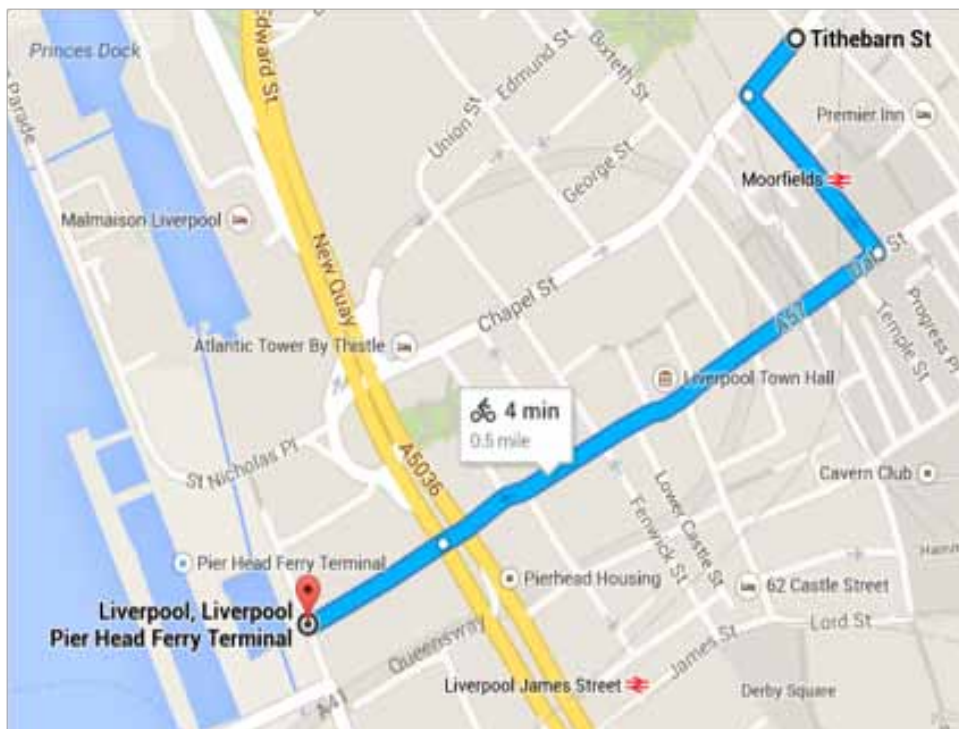 Princes Dock
Parade
Edward St
Edmund St
Bixteth St
Tithebarn St
Union St
Premier Inn
George St
Moorfields
Malmaison Liverpool
New Quay
Dale St
Chapel St
A57
Progress Pl
Temple St
Atlantic Tower By Thistle
Liverpool Town Hall
4 min
0.5 mile
A5036
St Nicholas Pl
Cavern Club
Lower Castle St
Fenwick St
Pier Head Ferry Terminal
Pierhead Housing
62 Castle Street
Liverpool, Liverpool
Pier Head Ferry Terminal
Queensway
Lord St
James St
Liverpool James Street
Derby Square
A41